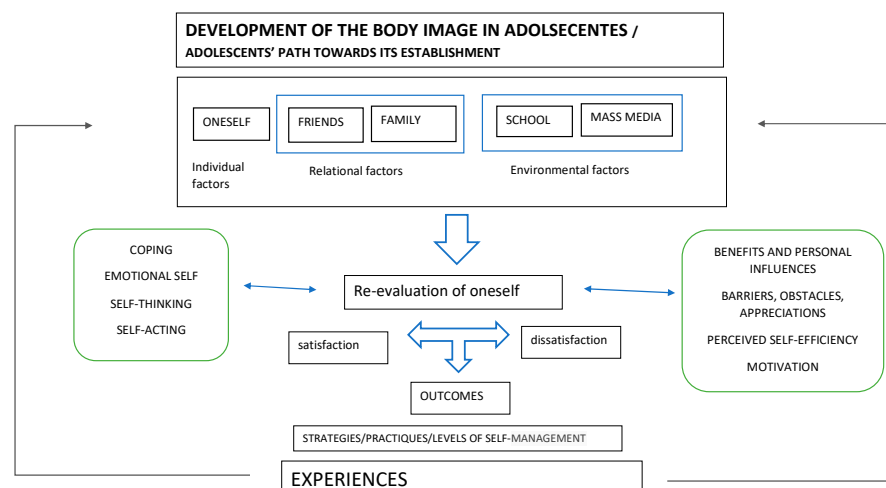 DEVELOPMENT OF THE BODY IMAGE IN ADOLSECENTES /
ADOLESCENTS' PATH TOWARDS ITS ESTABLISHMENT
ONESELF
FRIENDS
FAMILY
SCHOOL
MASS MEDIA
Individual
factors
Relational factors
Environmental factors
COPING
EMOTIONAL SELF
SELF-THINKING
SELF-ACTING
Re-evaluation of oneself
BENEFITS AND PERSONAL
INFLUENCES
BARRIERS, OBSTACLES,
APPRECIATIONS
PERCEIVED SELF-EFFICIENCY
MOTIVATION
satisfaction
dissatisfaction
OUTCOMES
STRATEGIES/PRACTIQUES/LEVELS OF SELF-MANAGEMENT
EXPERIENCES